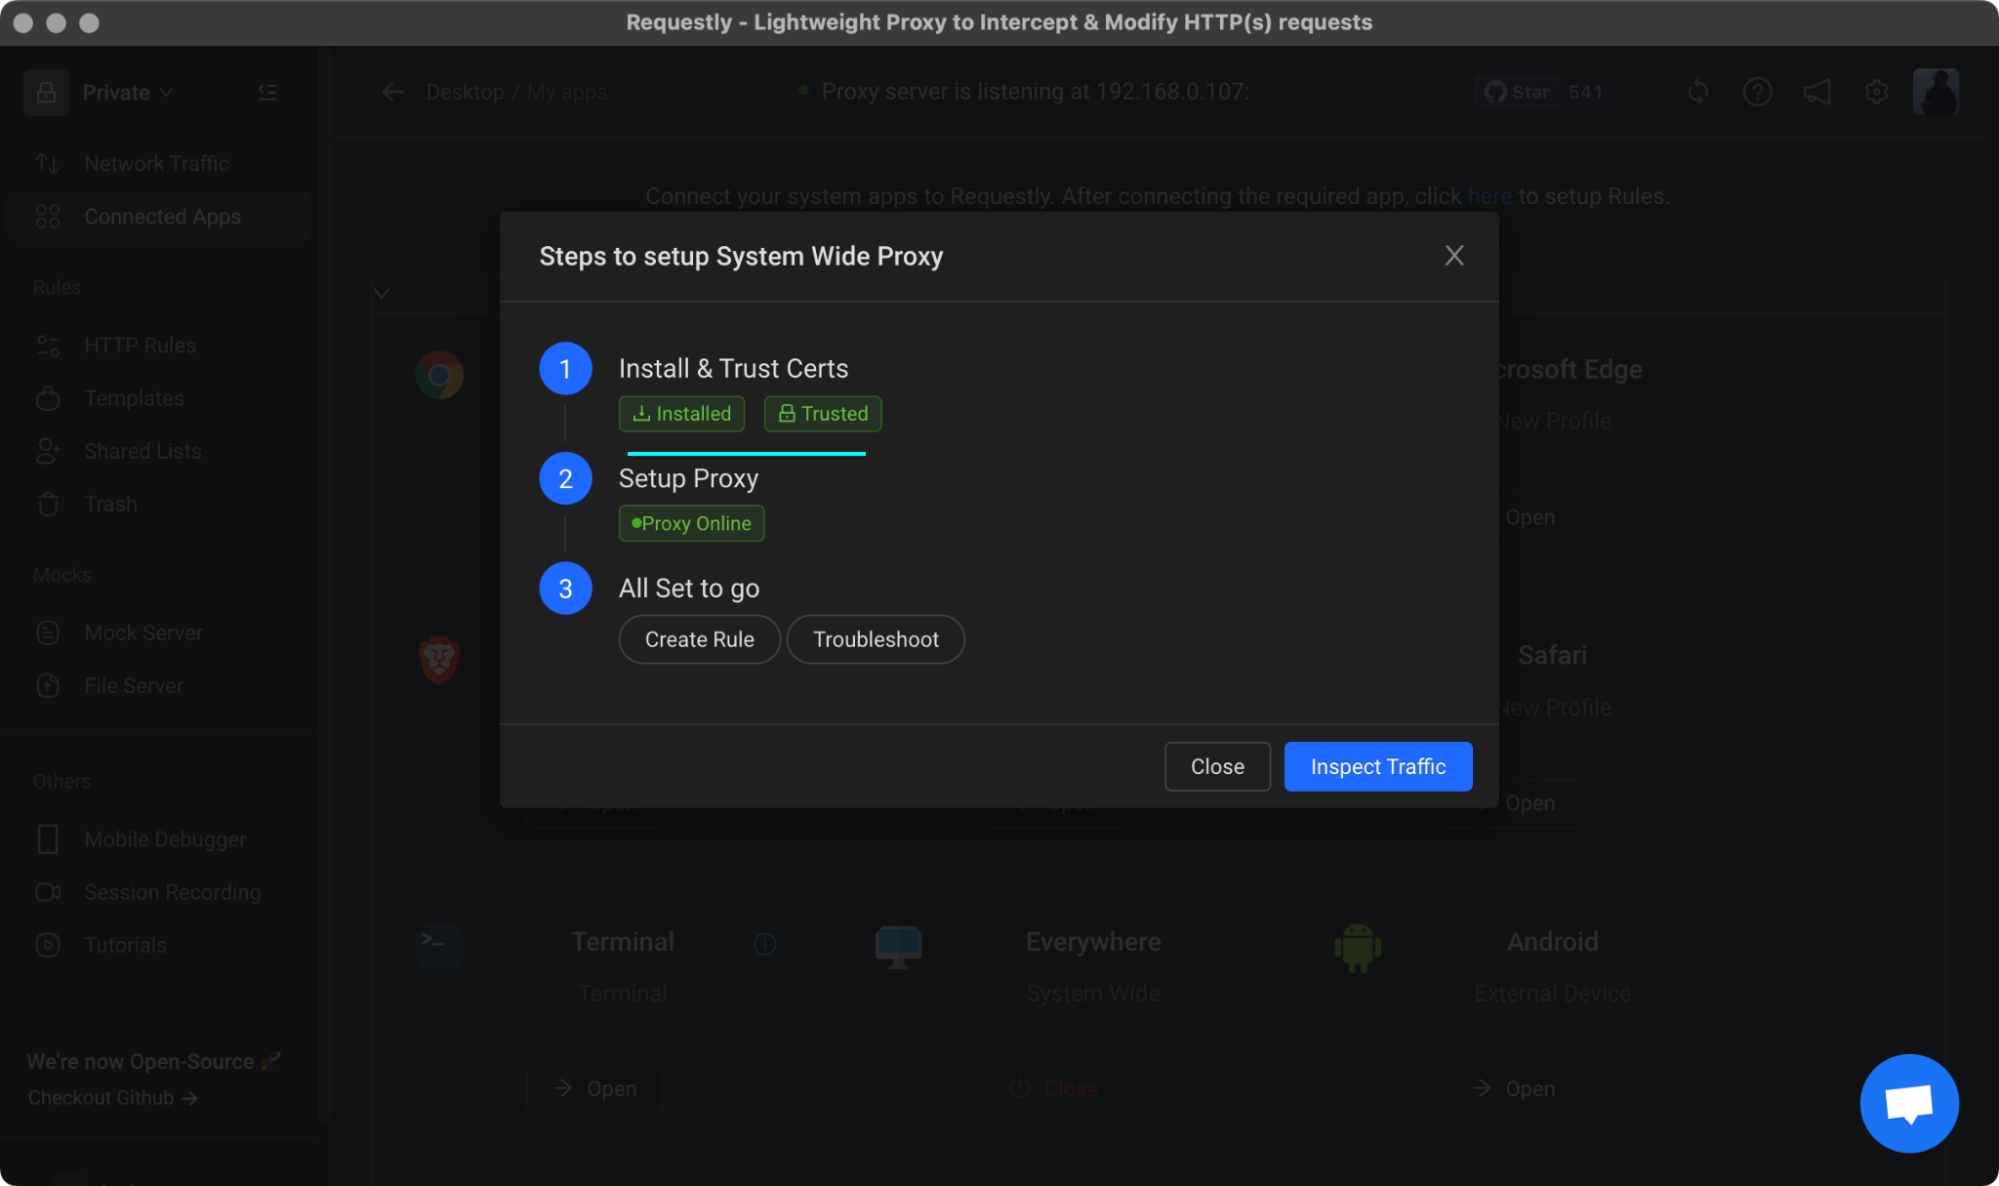 Requestly - Lightweight Proxy to Intercept & Modify HTTP(s) requests
Private
Desktop / My apps
Proxy server is listening at 192.168.0.107:
Star
541
Network Traffic
Connected Apps
Connect your system apps to Requestly. After connecting the required app, click here to setup Rules.
Rules
HTTP Rules
Templates
Shared Lists
Trash
Mocks
Mock Server
File Server
Others
Mobile Debugger
Session Recording
Tutorials
We're now Open-Source 🚀
Checkout Github →
Steps to setup System Wide Proxy
1
Install & Trust Certs
Installed
Trusted
2
Setup Proxy
Proxy Online
3
All Set to go
Create Rule
Troubleshoot
Close
Inspect Traffic
Edge
New Profile
Open
Safari
New Profile
Open
Open
Open
Terminal
Terminal
Open
Everywhere
System Wide
Close
Android
External Device
Open